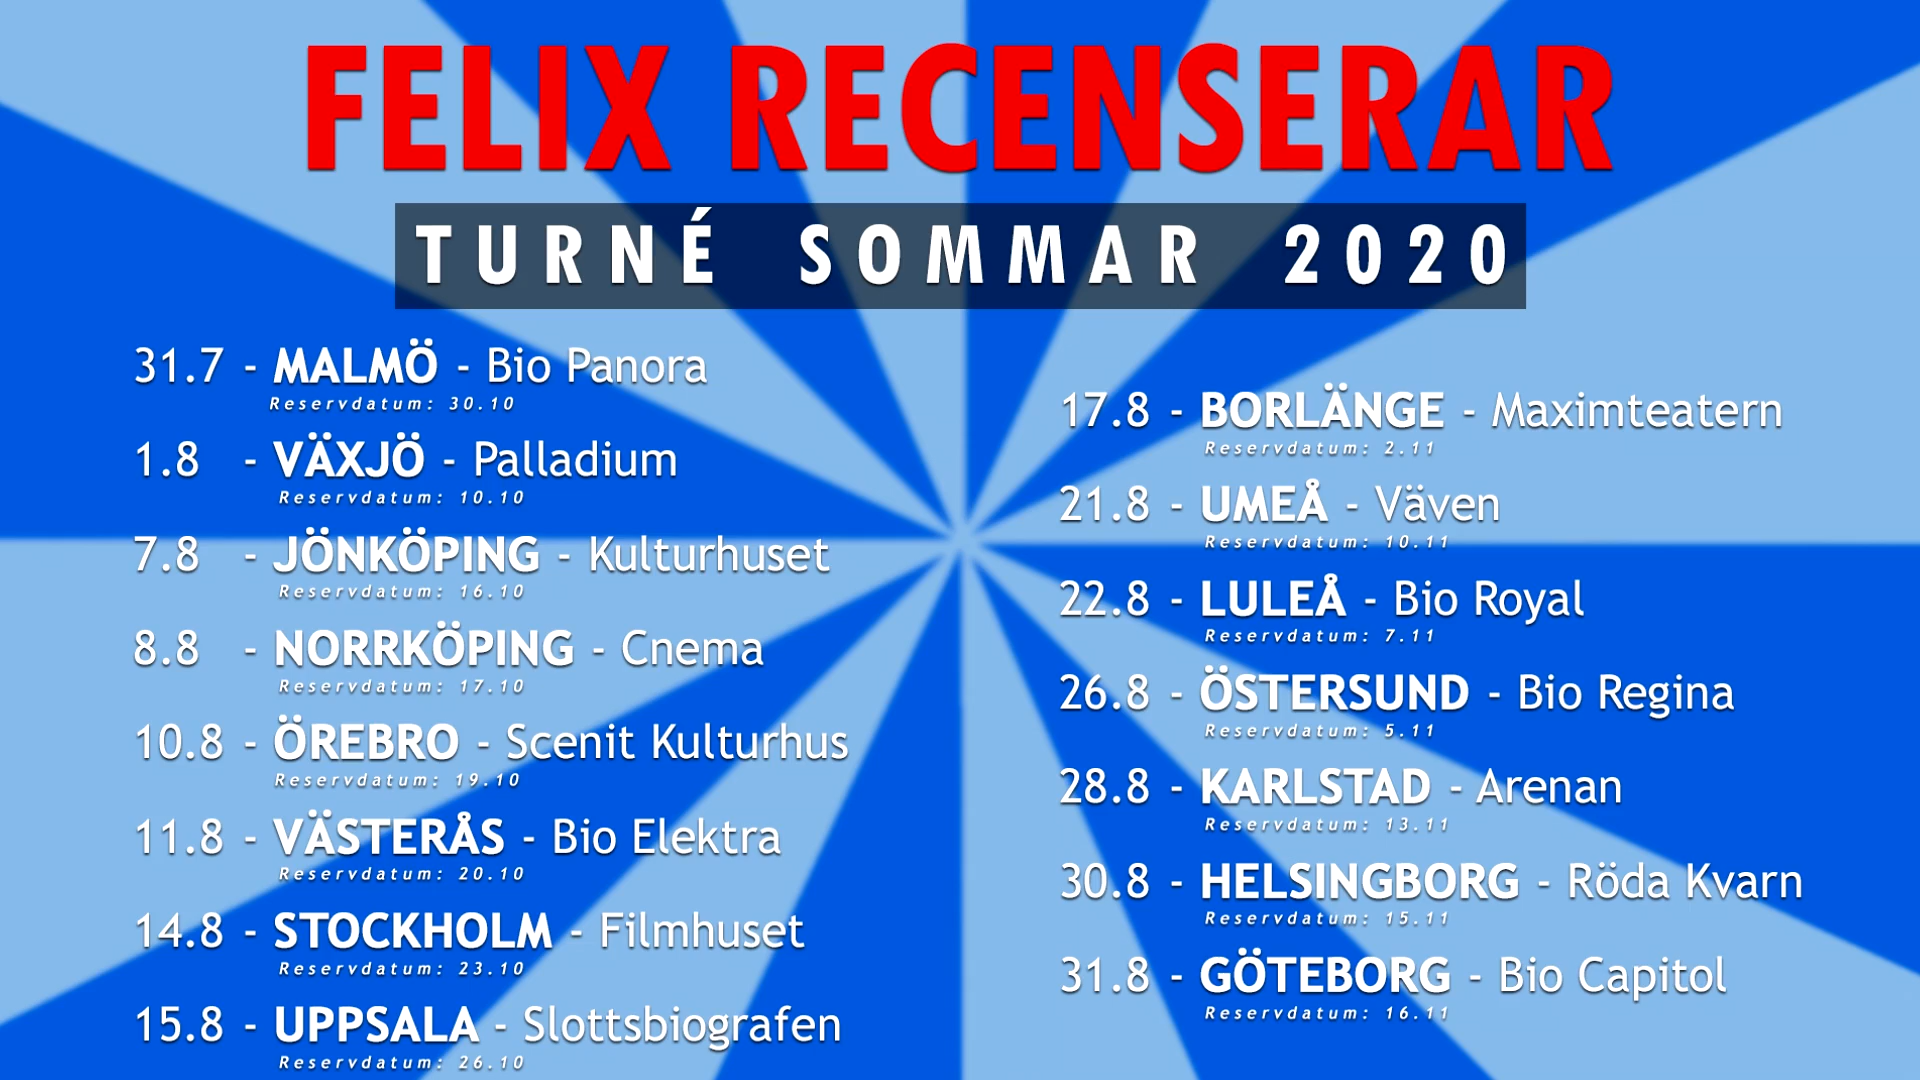 FELIX RECENSERAR
TURNÉ SOMMAR 2020
31.7 - MALMÖ - Bio Panora
Reservdatum: 30.10
1.8 - VÄXJÖ - Palladium
Reservdatum: 10.10
7.8 - JÖNKÖPING - Kulturhuset
Reservdatum: 16.10
8.8 - NORRKÖPING - Cnema
Reservdatum: 17.10
10.8 - ÖREBRO - Scenit Kulturhus
Reservdatum: 19.10
11.8 - VÄSTERÅS - Bio Elektra
Reservdatum: 20.10
14.8 - STOCKHOLM - Filmhuset
Reservdatum: 23.10
15.8 - UPPSALA - Slottsbiografen
Reservdatum: 26.10
17.8 - BORLÄNGE - Maximteatern
Reservdatum: 2.11
21.8 - UMEÅ - Väven
Reservdatum: 10.11
22.8 - LULEÅ - Bio Royal
Reservdatum: 7.11
26.8 - ÖSTERSUND - Bio Regina
Reservdatum: 5.11
28.8 - KARLSTAD - Arenan
Reservdatum: 13.11
30.8 - HELSINGBORG - Röda Kvarn
Reservdatum: 15.11
31.8 - GÖTEBORG - Bio Capitol
Reservdatum: 16.11